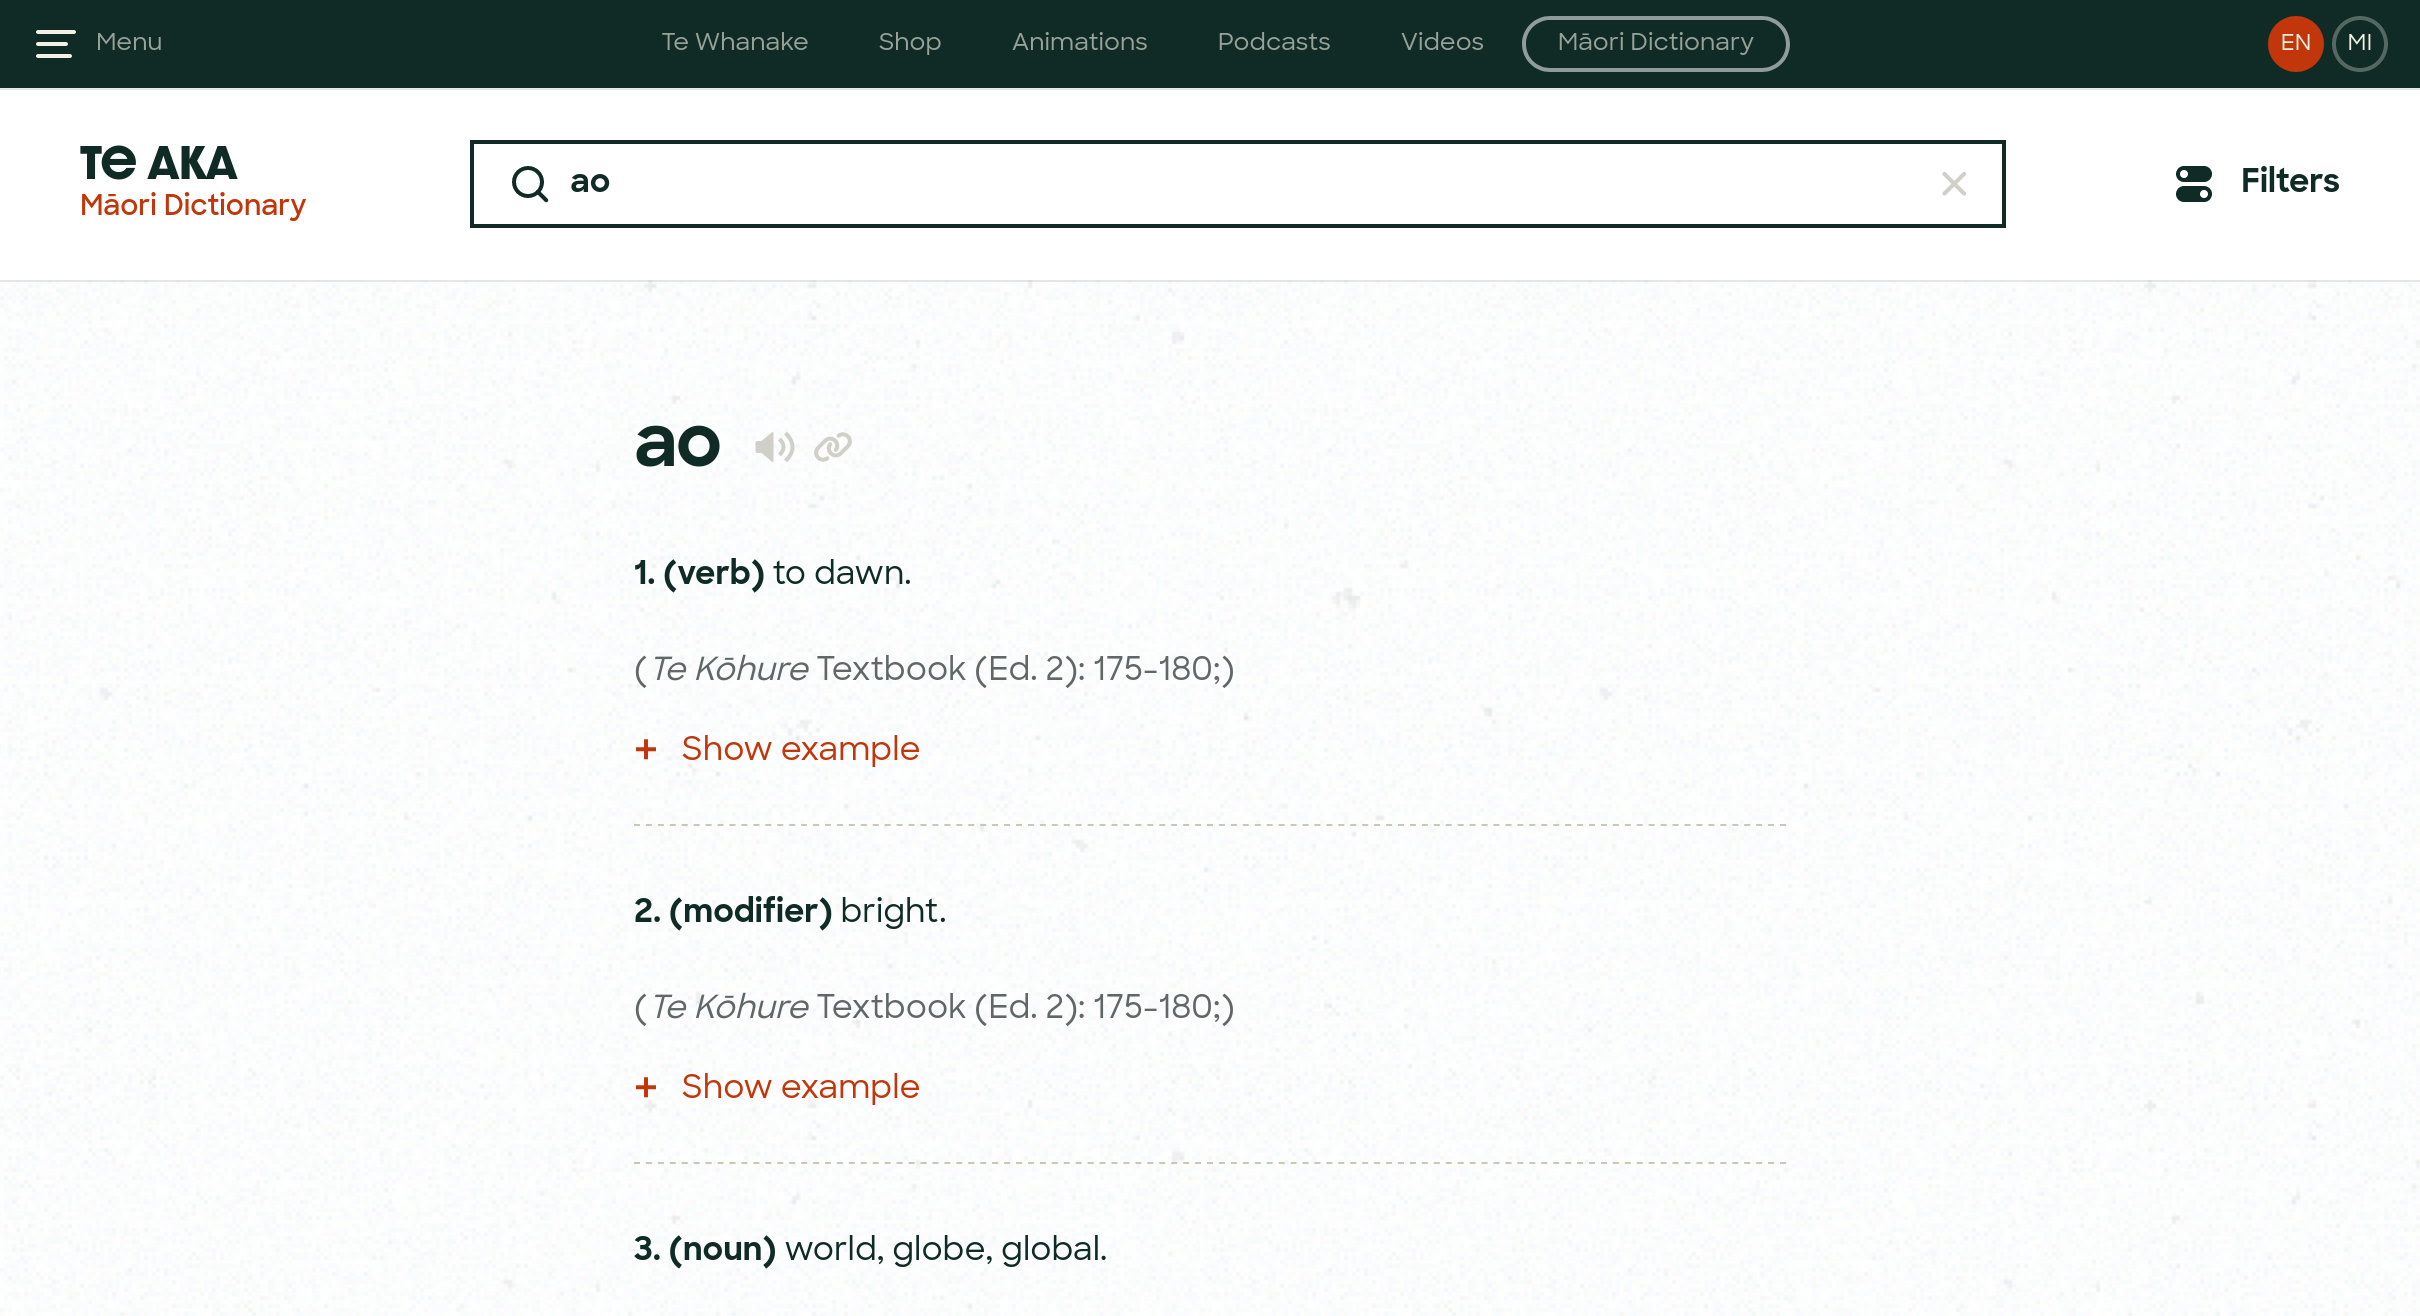 Menu
Te Whanake
Shop
Animations
Podcasts
Videos
Māori Dictionary
EN
MI
Te AKA
Māori Dictionary
ao
Filters
ao
1. (verb) to dawn.
(Te Kōhure Textbook (Ed. 2): 175-180;)
+ Show example
2. (modifier) bright.
(Te Kōhure Textbook (Ed. 2): 175-180;)
+ Show example
3. (noun) world, globe, global.